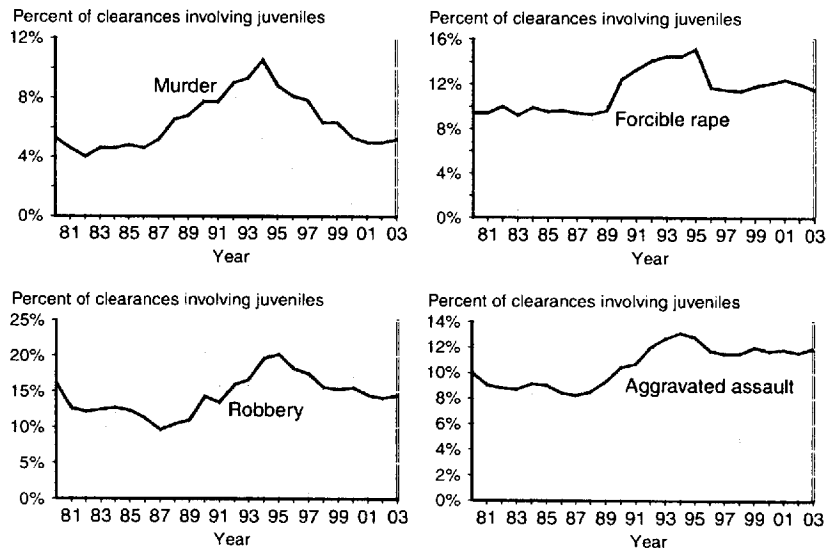 Percent of clearances involving juveniles
12%
8%
4%
0%
Murder
81 83 85 87 89 91 93 95 97 99 01 03
Year
Percent of clearances involving juveniles
16%
12%
8%
4%
0%
Forcible rape
81 83 85 87 89 91 93 95 97 99 01 03
Year
Percent of clearances involving juveniles
25%
20%
15%
10%
5%
0%
Robbery
81 83 85 87 89 91 93 95 97 99 01 03
Year
Percent of clearances involving juveniles
14%
12%
10%
8%
6%
4%
2%
0%
Aggravated assault
81 83 85 87 89 91 93 95 97 99 01 03
Year